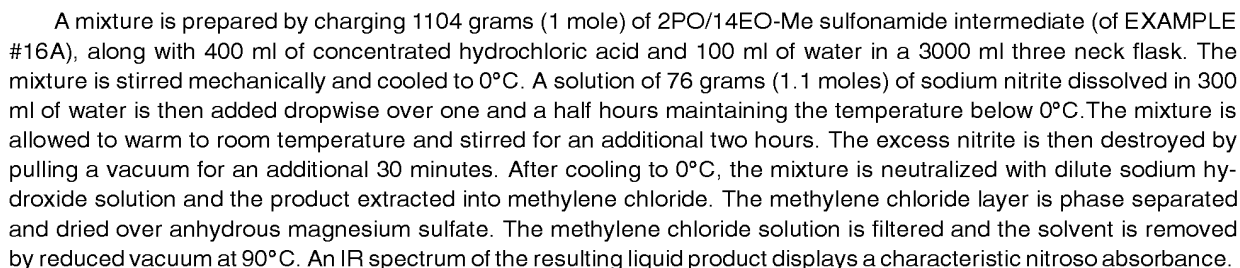 A mixture is prepared by charging 1104 grams (1 mole) of 2PO/14EO-Me sulfonamide intermediate (of EXAMPLE
#16A), along with 400 ml of concentrated hydrochloric acid and 100 ml of water in a 3000 ml three neck flask. The
mixture is stirred mechanically and cooled to 0°C. A solution of 76 grams (1.1 moles) of sodium nitrite dissolved in 300
ml of water is then added dropwise over one and a half hours maintaining the temperature below 0°C.The mixture is
allowed to warm to room temperature and stirred for an additional two hours. The excess nitrite is then destroyed by
pulling a vacuum for an additional 30 minutes. After cooling to 0°C, the mixture is neutralized with dilute sodium hy-
droxide solution and the product extracted into methylene chloride. The methylene chloride layer is phase separated
and dried over anhydrous magnesium sulfate. The methylene chloride solution is filtered and the solvent is removed
by reduced vacuum at 90°C. An IR spectrum of the resulting liquid product displays a characteristic nitroso absorbance.